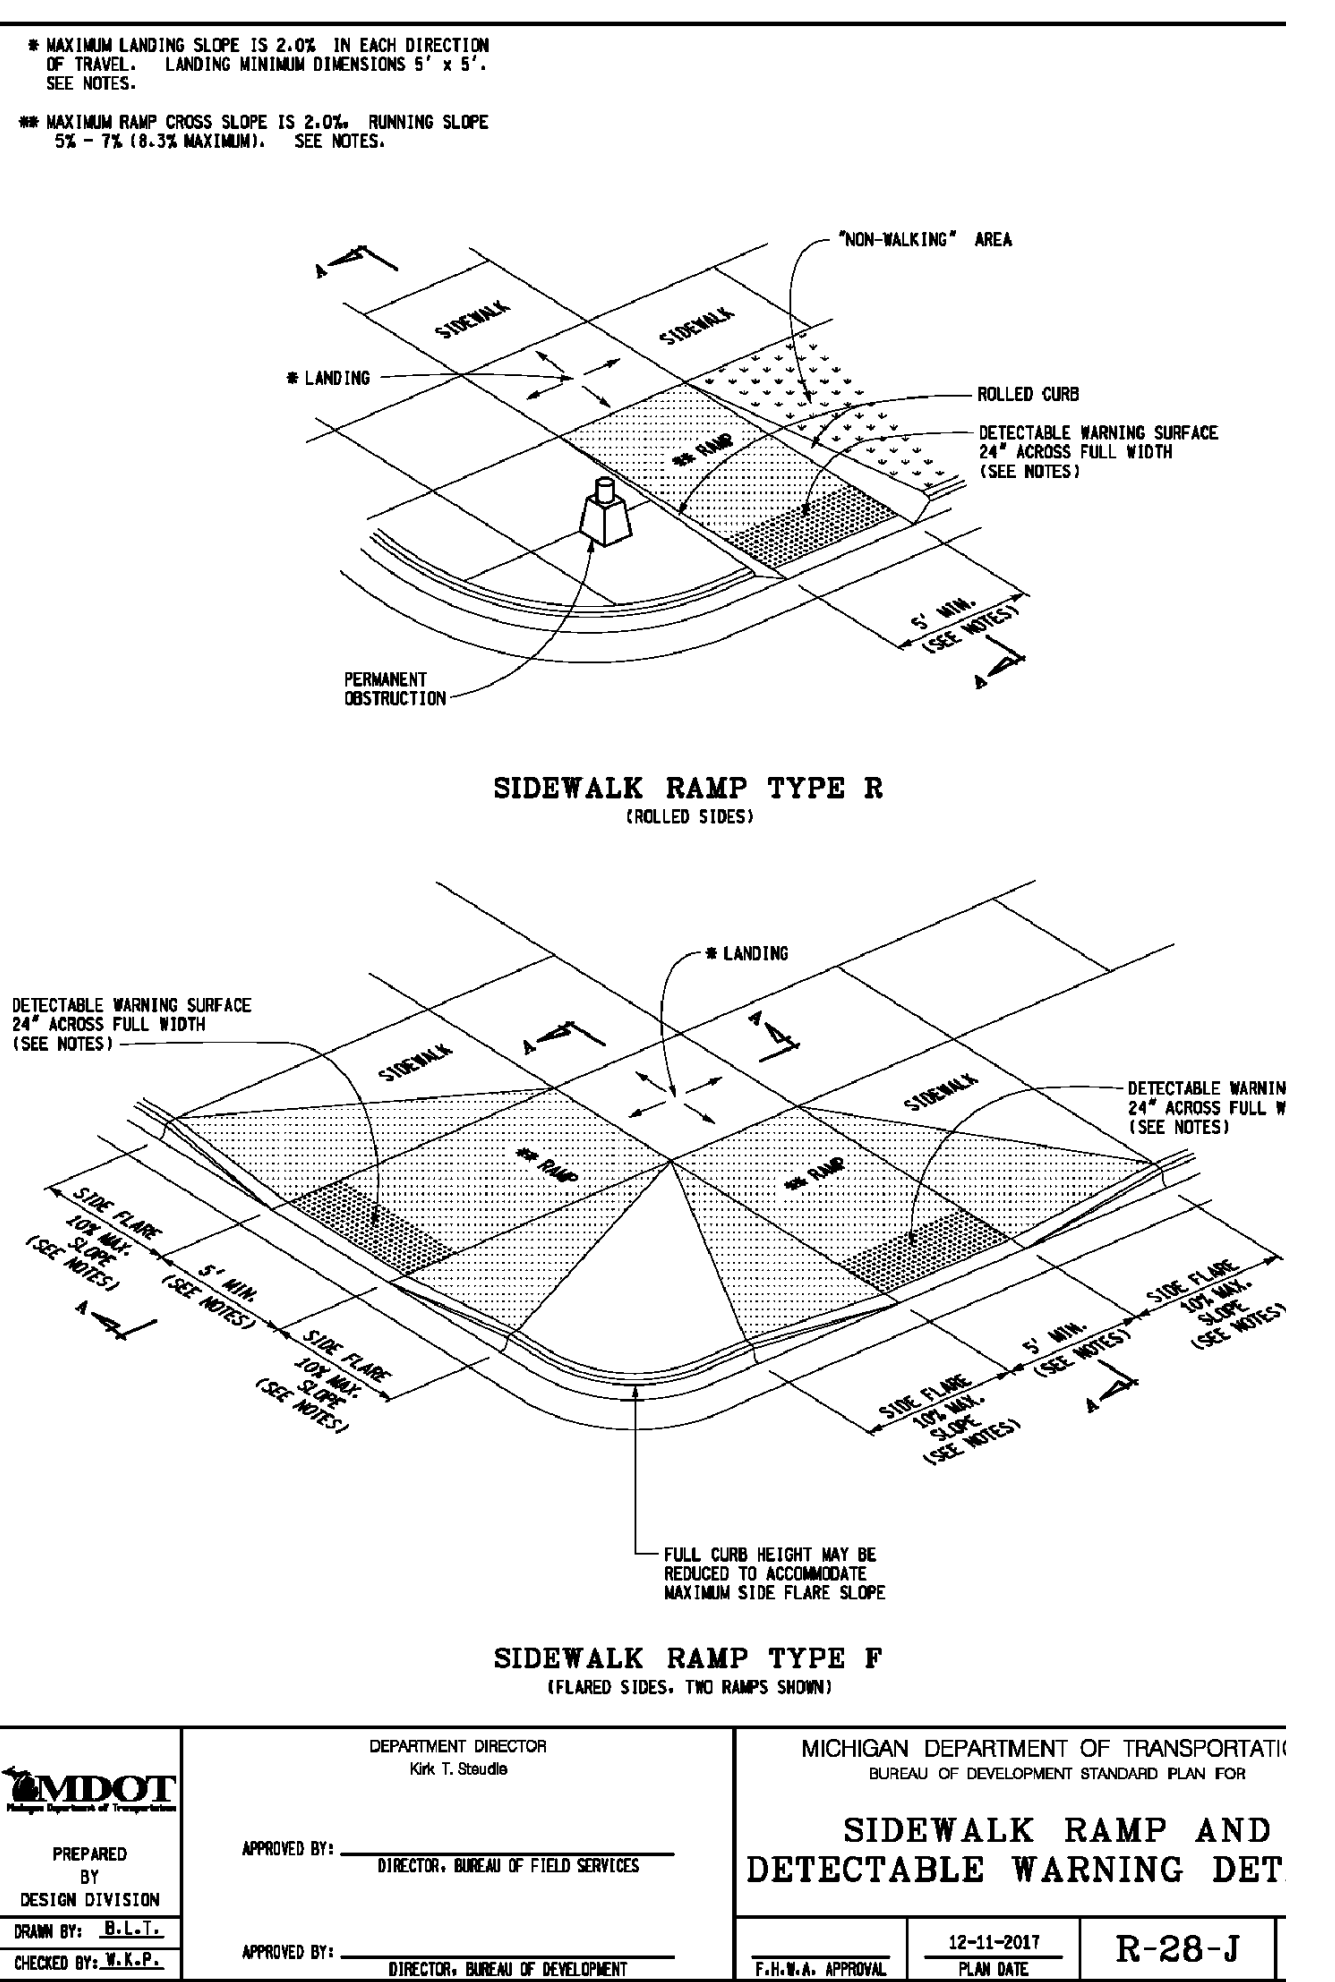 * MAXIMUM LANDING SLOPE IS 2.0% IN EACH DIRECTION
OF TRAVEL. LANDING MINIMUM DIMENSIONS 5' x 5'.
SEE NOTES.
** MAXIMUM RAMP CROSS SLOPE IS 2.0%. RUNNING SLOPE
5% - 7% (8.3% MAXIMUM). SEE NOTES.
"NON-WALKING" AREA
A
SIDEWALK
SIDEWALK
* LANDING
ROLLED CURB
** RAMP
DETECTABLE WARNING SURFACE
24" ACROSS FULL WIDTH
(SEE NOTES)
5' MIN.
(SEE NOTES)
A
PERMANENT
OBSTRUCTION
SIDEWALK RAMP TYPE R
(ROLLED SIDES)
* LANDING
DETECTABLE WARNING SURFACE
24" ACROSS FULL WIDTH
(SEE NOTES)
A
A
SIDEWALK
SIDEWALK
DETECTABLE WARNIN
24" ACROSS FULL W
(SEE NOTES)
** RAMP
** RAMP
SIDE FLARE
10% MAX.
SLOPE
(SEE NOTES)
5' MIN.
(SEE NOTES)
A
SIDE FLARE
10% MAX.
SLOPE
(SEE NOTES)
SIDE FLARE
10% MAX.
SLOPE
(SEE NOTES)
5' MIN.
(SEE NOTES)
A
SIDE FLARE
10% MAX.
SLOPE
(SEE NOTES)
FULL CURB HEIGHT MAY BE
REDUCED TO ACCOMMODATE
MAXIMUM SIDE FLARE SLOPE
SIDEWALK RAMP TYPE F
(FLARED SIDES, TWO RAMPS SHOWN)
MDOT
Michigan Department of Transportation
PREPARED
BY
DESIGN DIVISION
DRAWN BY: B.L.T.
CHECKED BY: W.K.P.
DEPARTMENT DIRECTOR
Kirk T. Steudle
APPROVED BY:
DIRECTOR, BUREAU OF FIELD SERVICES
APPROVED BY:
DIRECTOR, BUREAU OF DEVELOPMENT
MICHIGAN DEPARTMENT OF TRANSPORTATI
BUREAU OF DEVELOPMENT STANDARD PLAN FOR
SIDEWALK RAMP AND
DETECTABLE WARNING DET
F.H.W.A. APPROVAL
12-11-2017
PLAN DATE
R-28-J